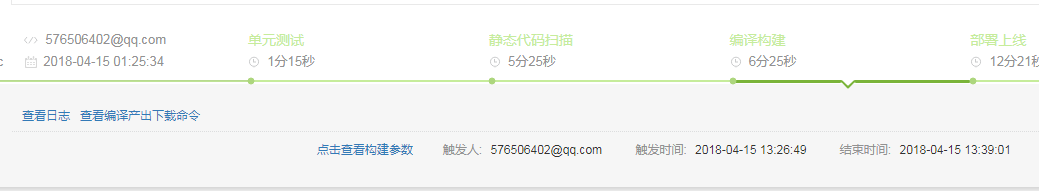 576506402@qq.com 单元测试 静态代码扫描 编译构建 部署上线
c 2018-04-15 01:25:34 1分15秒 5分25秒 6分25秒 12分21秒
查看日志 查看编译产出下载命令
点击查看构建参数 触发人: 576506402@qq.com 触发时间: 2018-04-15 13:26:49 结束时间: 2018-04-15 13:39:01